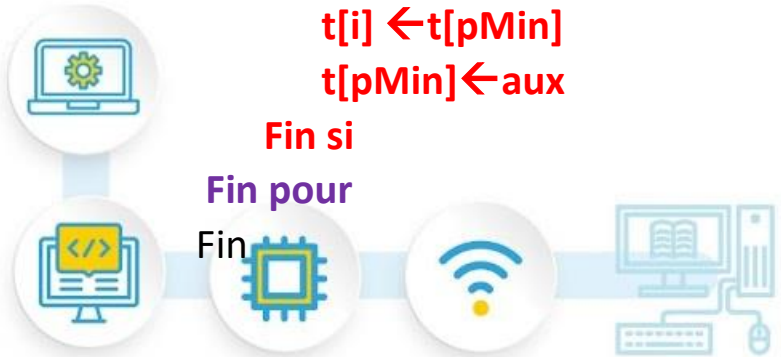 t[i] ←t[pMin]
t[pMin]←aux
Fin si
Fin pour
Fin
</>